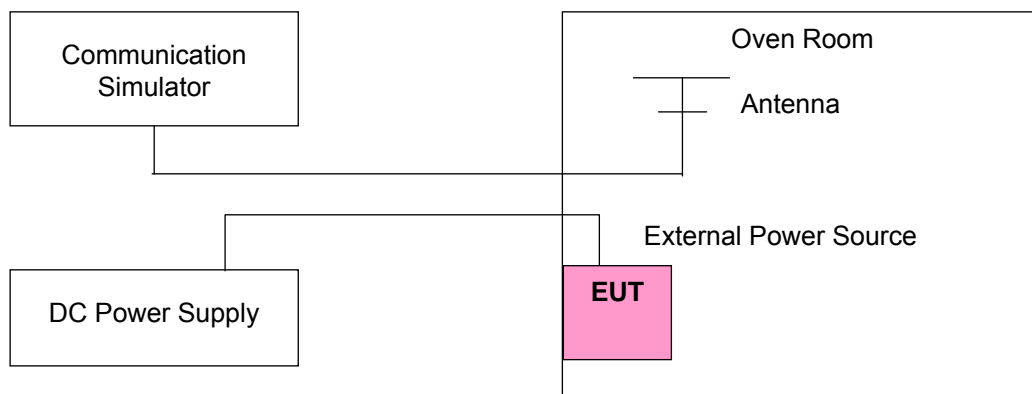 Communication
Simulator
Oven Room
Antenna
External Power Source
DC Power Supply
EUT